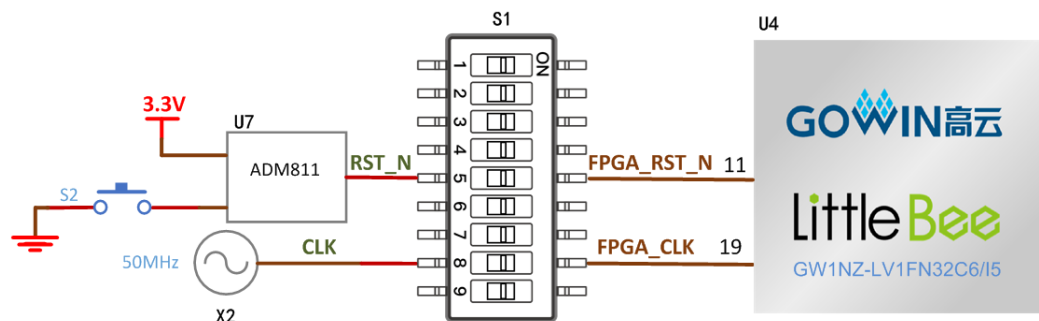 S1
U4
1
ON
2
3
4
5
6
7
8
9
3.3V
U7
ADM811
RST_N
S2
50MHz
CLK
X2
FPGA_RST_N 11
FPGA_CLK 19
GOWIN高云
LittleBee
GW1NZ-LV1FN32C6/I5